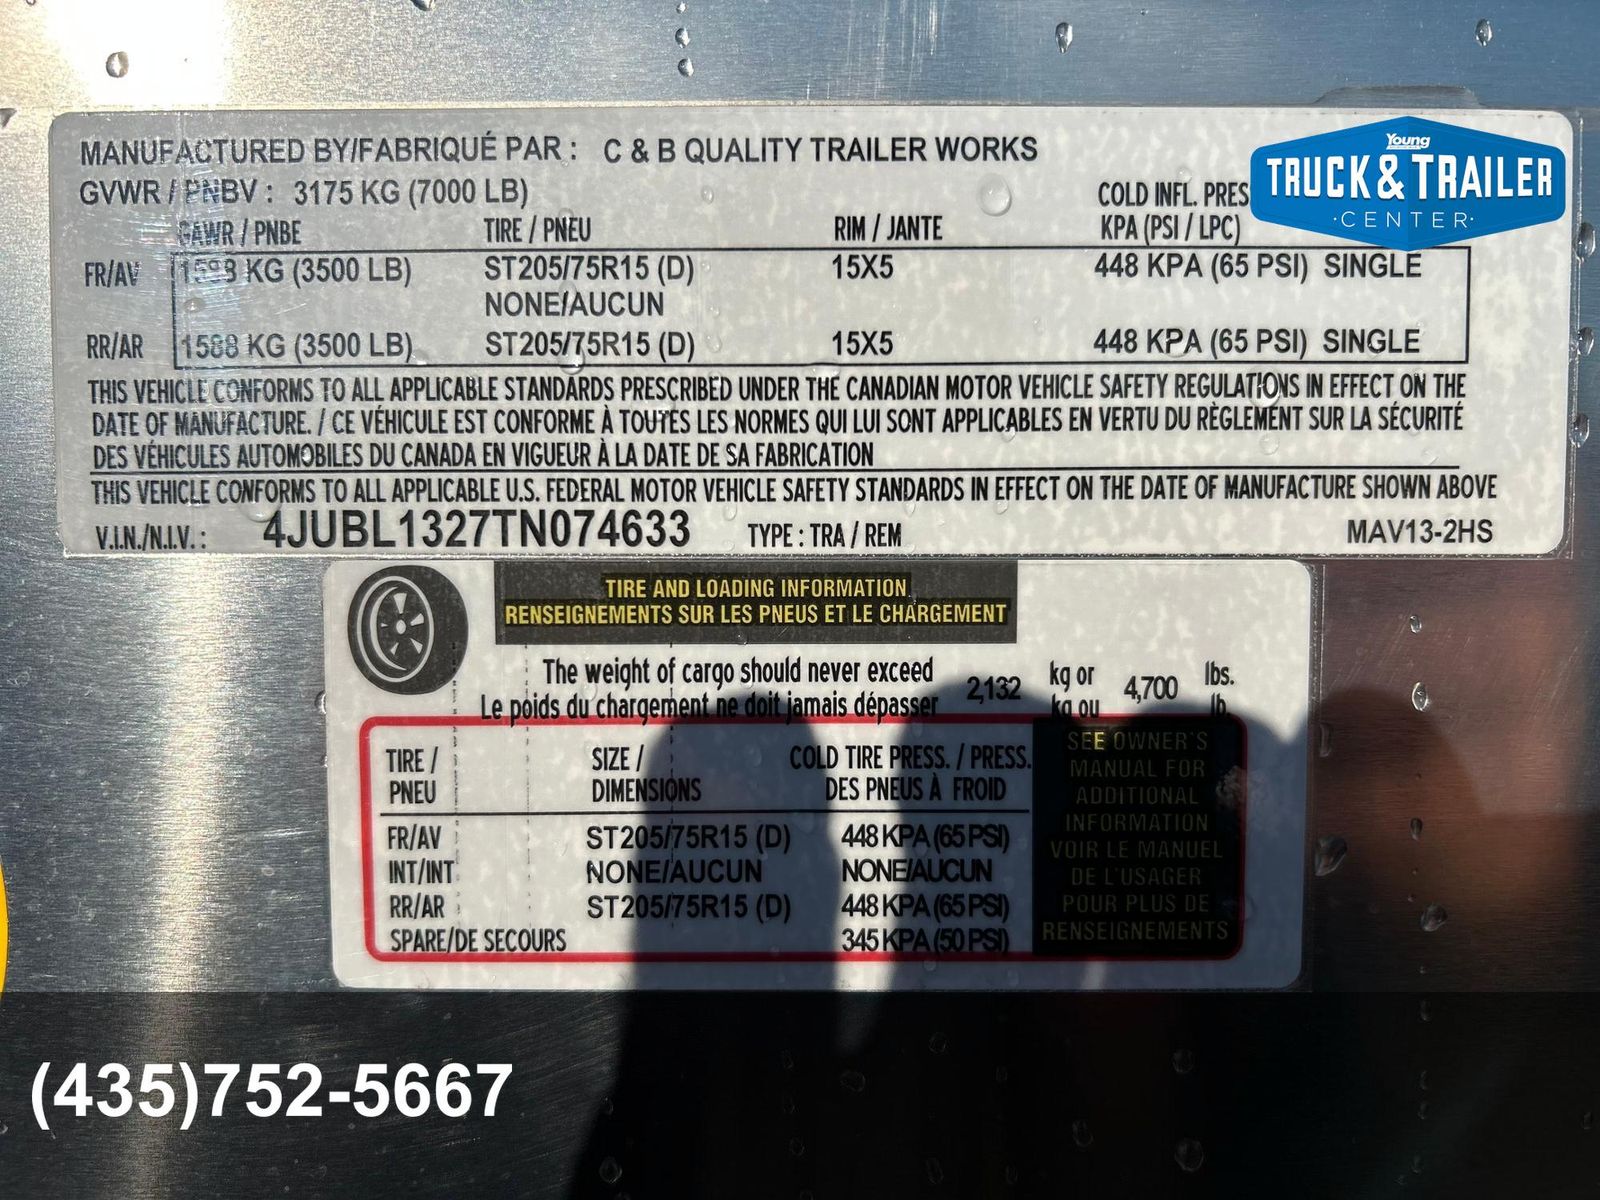 MANUFACTURED BY/FABRIQUÉ PAR : C & B QUALITY TRAILER WORKS
GVWR / PNBV : 3175 KG (7000 LB)
Young
TRUCK & TRAILER
·CENTER·
COLD INFL. PRES
GAWR / PNBE TIRE / PNEU RIM / JANTE KPA (PSI / LPC)
FR/AV 1588 KG (3500 LB) ST205/75R15 (D) 15X5 448 KPA (65 PSI) SINGLE
NONE/AUCUN
RR/AR 1588 KG (3500 LB) ST205/75R15 (D) 15X5 448 KPA (65 PSI) SINGLE
THIS VEHICLE CONFORMS TO ALL APPLICABLE STANDARDS PRESCRIBED UNDER THE CANADIAN MOTOR VEHICLE SAFETY REGULATIONS IN EFFECT ON THE
DATE OF MANUFACTURE. / CE VÉHICULE EST CONFORME À TOUTES LES NORMES QUI LUI SONT APPLICABLES EN VERTU DU RÈGLEMENT SUR LA SÉCURITÉ
DES VÉHICULES AUTOMOBILES DU CANADA EN VIGUEUR À LA DATE DE SA FABRICATION
THIS VEHICLE CONFORMS TO ALL APPLICABLE U.S. FEDERAL MOTOR VEHICLE SAFETY STANDARDS IN EFFECT ON THE DATE OF MANUFACTURE SHOWN ABOVE
V.I.N./N.I.V. : 4JUBL1327TN074633 TYPE : TRA / REM MAV13-2HS
TIRE AND LOADING INFORMATION
RENSEIGNEMENTS SUR LES PNEUS ET LE CHARGEMENT
The weight of cargo should never exceed 2,132 kg or 4,700 lbs.
Le poids du chargement ne doit jamais dépasser kg ou lb.
TIRE / SIZE / COLD TIRE PRESS. / PRESS.
PNEU DIMENSIONS DES PNEUS À FROID
FR/AV ST205/75R15 (D) 448 KPA (65 PSI)
INT/INT NONE/AUCUN NONE/AUCUN
RR/AR ST205/75R15 (D) 448 KPA (65 PSI)
SPARE/DE SECOURS 345 KPA (50 PSI)
SEE OWNER'S
MANUAL FOR
ADDITIONAL
INFORMATION
VOIR LE MANUEL
DE L'USAGER
POUR PLUS DE
RENSEIGNEMENTS
(435)752-5667